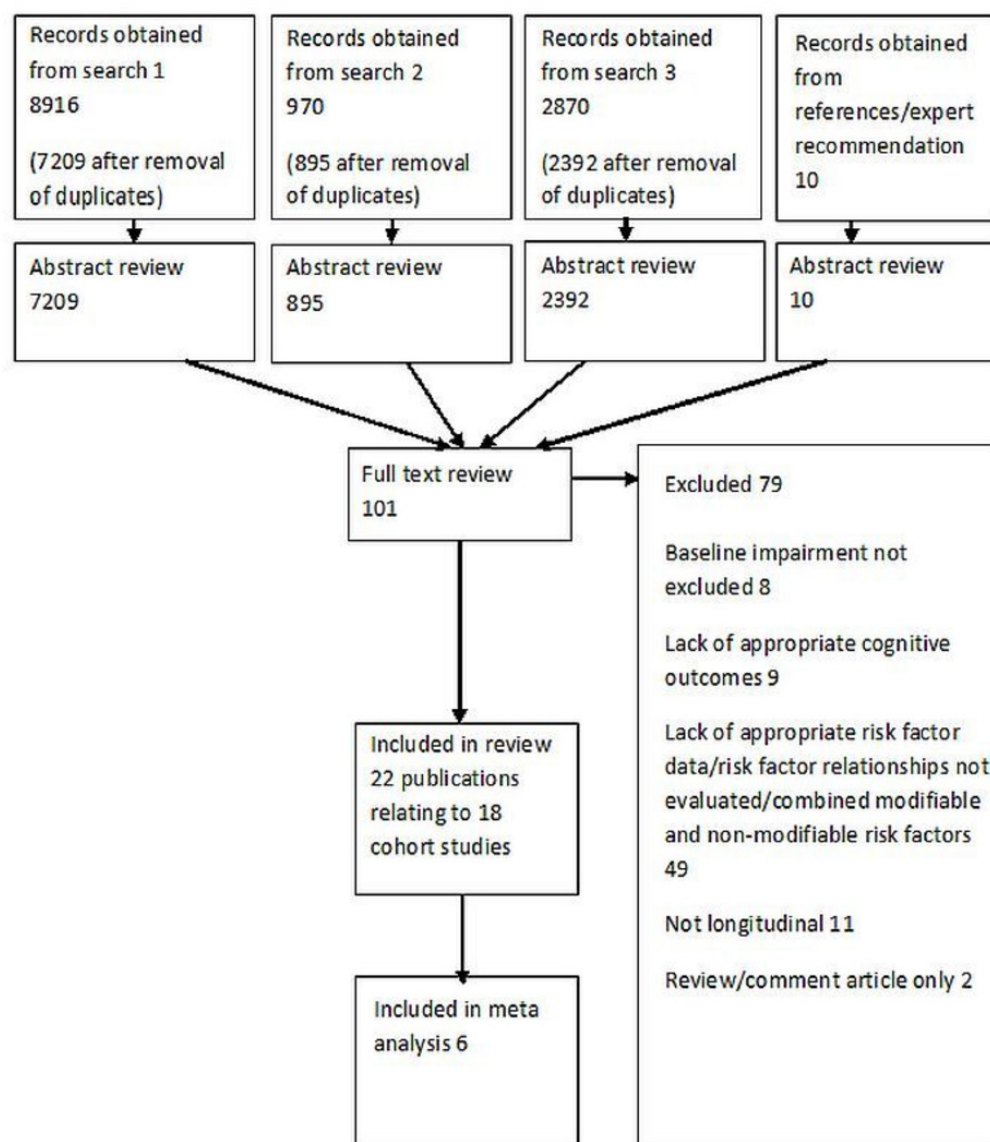 Records obtained
from search 1
8916
(7209 after removal
of duplicates)
Records obtained
from search 2
970
(895 after removal
of duplicates)
Records obtained
from search 3
2870
(2392 after removal
of duplicates)
Records obtained
from
references/expert
recommendation
10
Abstract review
7209
Abstract review
895
Abstract review
2392
Abstract review
10
Full text review
101
Excluded 79
Baseline impairment not
excluded 8
Lack of appropriate cognitive
outcomes 9
Lack of appropriate risk factor
data/risk factor relationships not
evaluated/combined modifiable
and non-modifiable risk factors
49
Not longitudinal 11
Review/comment article only 2
Included in review
22 publications
relating to 18
cohort studies
Included in meta
analysis 6